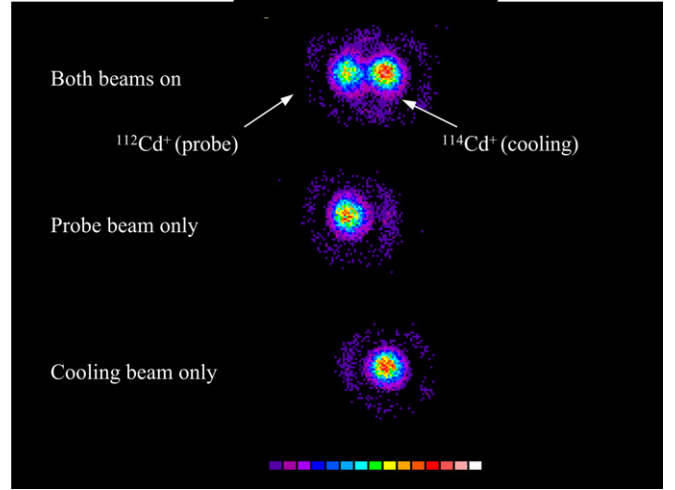 Both beams on
¹¹²Cd⁺ (probe)
¹¹⁴Cd⁺ (cooling)
Probe beam only
Cooling beam only